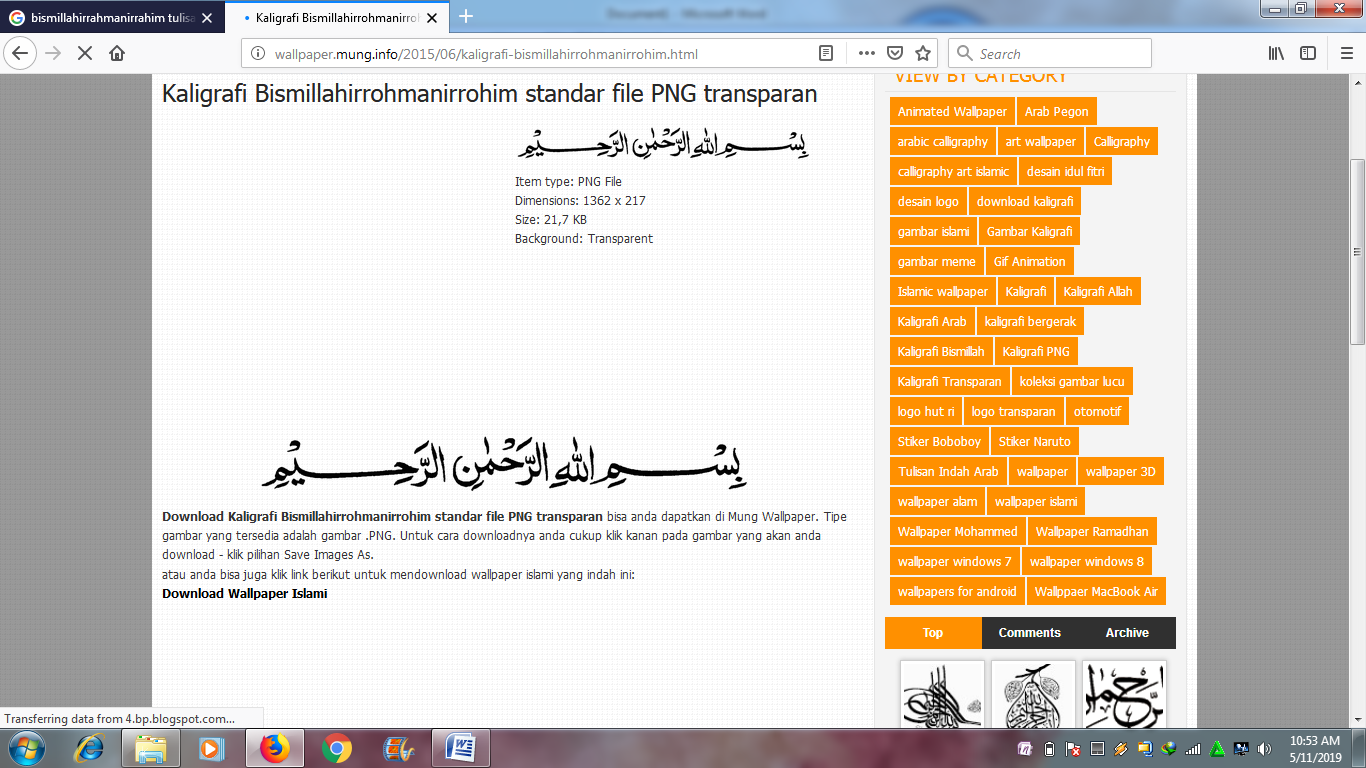 Document1 - Microsoft Word
bismillahirrahmanirrahim tulisa
Kaligrafi Bismillahirrohmanirroh
wallpaper.mung.info/2015/06/kaligrafi-bismillahirrohmanirrohim.html
Search
Kaligrafi Bismillahirrohmanirrohim standar file PNG transparan
بِسْمِ اللهِ الرَّحْمٰنِ الرَّحِيْمِ
Item type: PNG File
Dimensions: 1362 x 217
Size: 21,7 KB
Background: Transparent
بِسْمِ اللهِ الرَّحْمٰنِ الرَّحِيْمِ
Download Kaligrafi Bismillahirrohmanirrohim standar file PNG transparan bisa anda dapatkan di Mung Wallpaper. Tipe
gambar yang tersedia adalah gambar .PNG. Untuk cara downloadnya anda cukup klik kanan pada gambar yang akan anda
download - klik pilihan Save Images As.
atau anda bisa juga klik link berikut untuk mendownload wallpaper islami yang indah ini:
Download Wallpaper Islami
VIEW BY CATEGORY
Animated Wallpaper Arab Pegon
arabic calligraphy art wallpaper Calligraphy
calligraphy art islamic desain idul fitri
desain logo download kaligrafi
gambar islami Gambar Kaligrafi
gambar meme Gif Animation
Islamic wallpaper Kaligrafi Kaligrafi Allah
Kaligrafi Arab kaligrafi bergerak
Kaligrafi Bismillah Kaligrafi PNG
Kaligrafi Transparan koleksi gambar lucu
logo hut ri logo transparan otomotif
Stiker Boboboy Stiker Naruto
Tulisan Indah Arab wallpaper wallpaper 3D
wallpaper alam wallpaper islami
Wallpaper Mohammed Wallpaper Ramadhan
wallpaper windows 7 wallpaper windows 8
wallpapers for android Wallppaer MacBook Air
Top Comments Archive
Transferring data from 4.bp.blogspot.com...
10:53 AM
5/11/2019